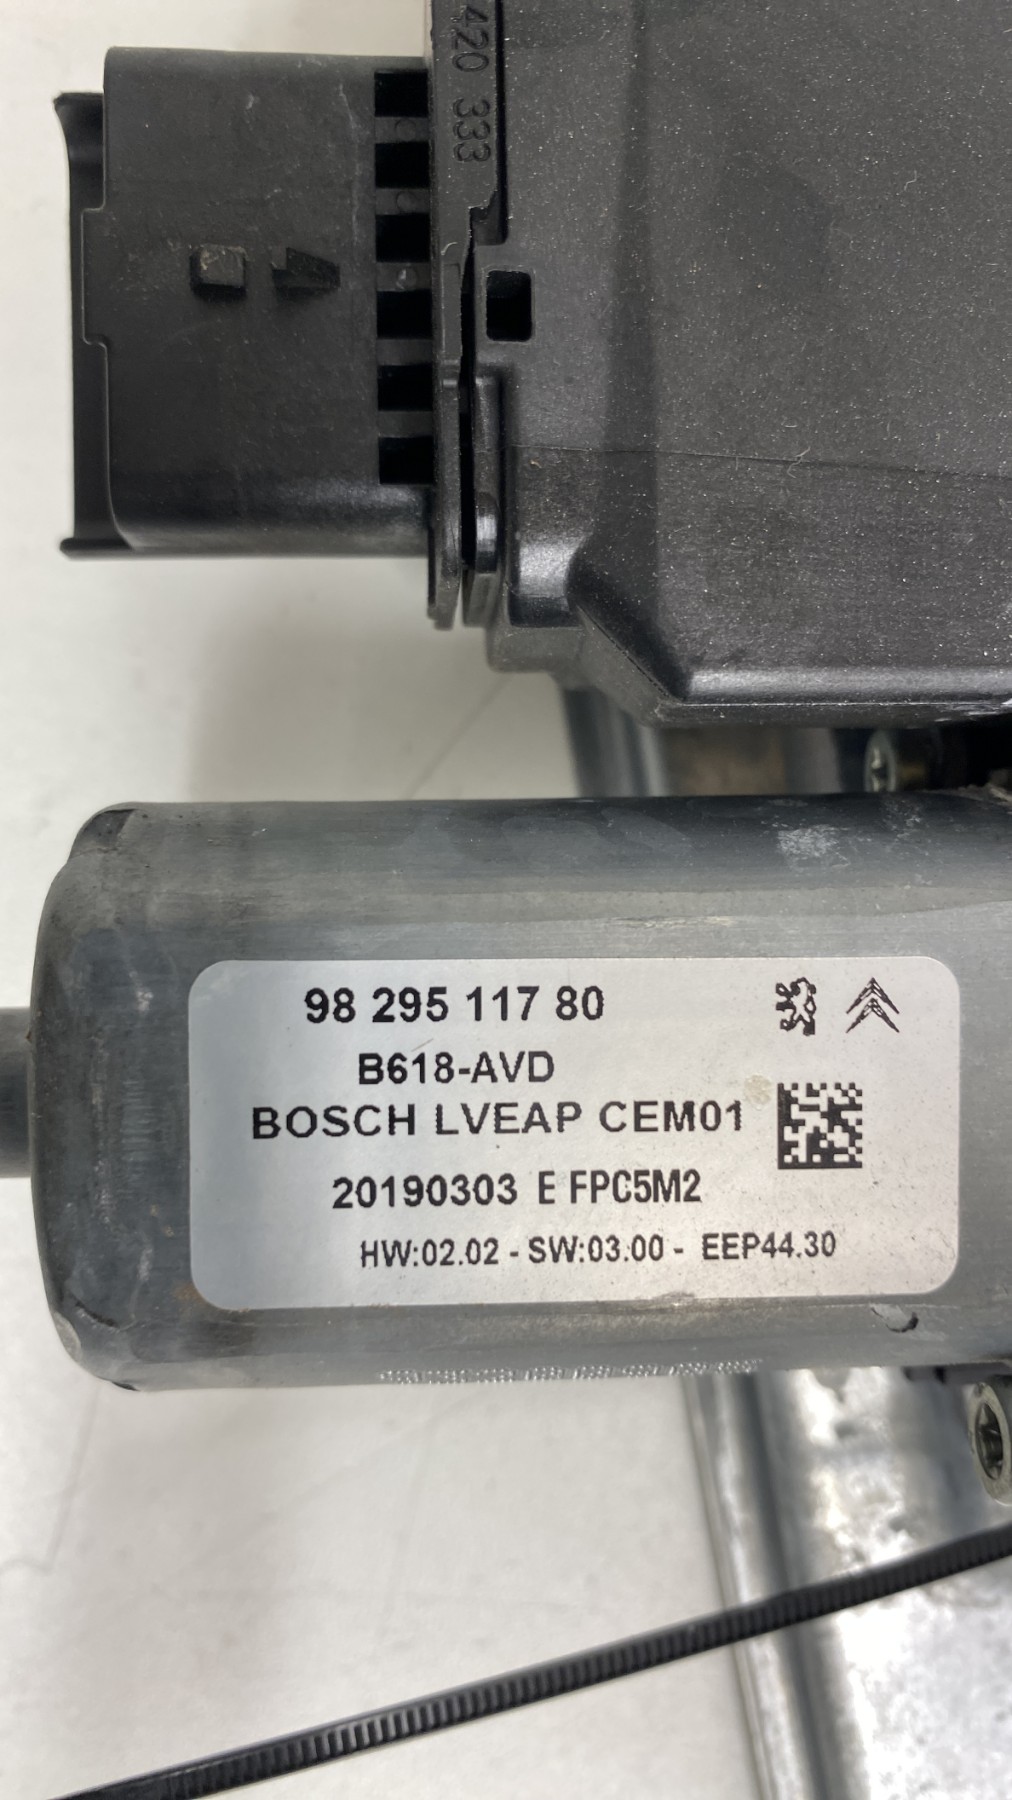 420 333
98 295 117 80
B618-AVD
BOSCH LVEAP CEM01
20190303 E FPC5M2
HW:02.02 - SW:03.00 - EEP44.30